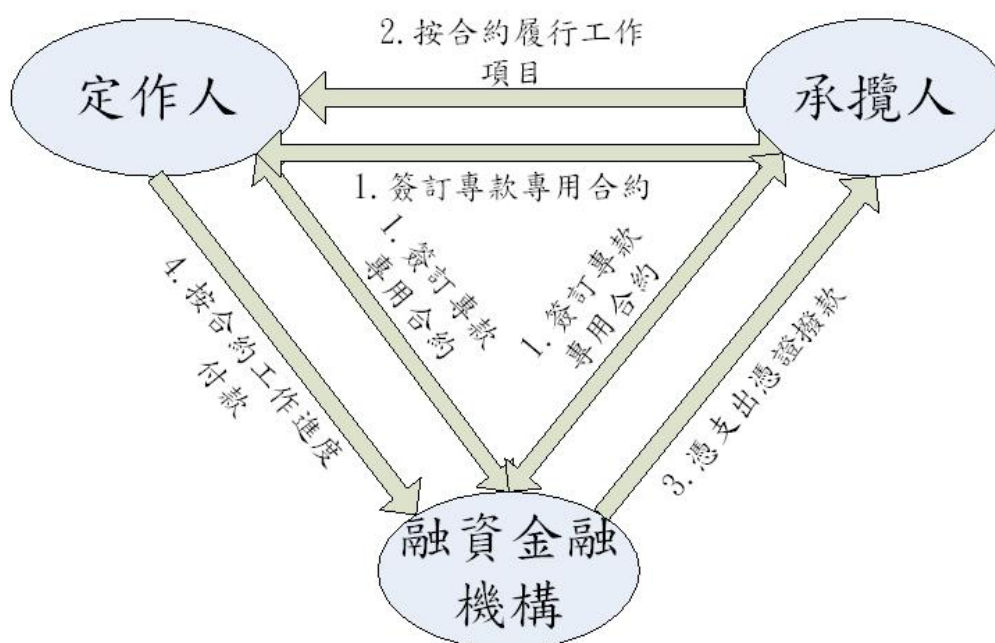 2.按合約履行工作
項目
定作人
承攬人
1.簽訂專款專用合約
1.簽訂專款
專用合約
1.簽訂專款
專用合約
4.按合約工作進度
付款
3.憑支出憑證撥款
融資金融
機構